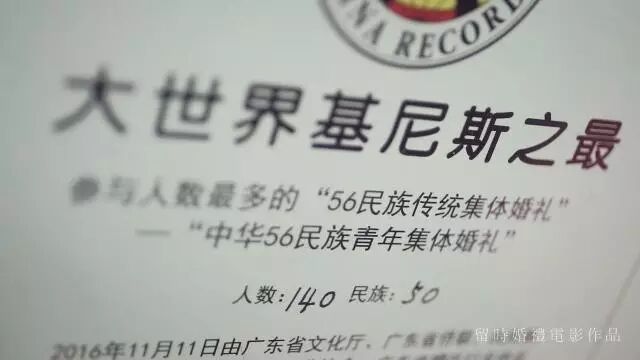 INA RECORD
大世界基尼斯之最
参与人数最多的“56民族传统集体婚礼”
—“中华56民族青年集体婚礼”
人数:140 民族:50
2016年11月11日由广东省文化厅、广东省侨
留時婚禮電影作品